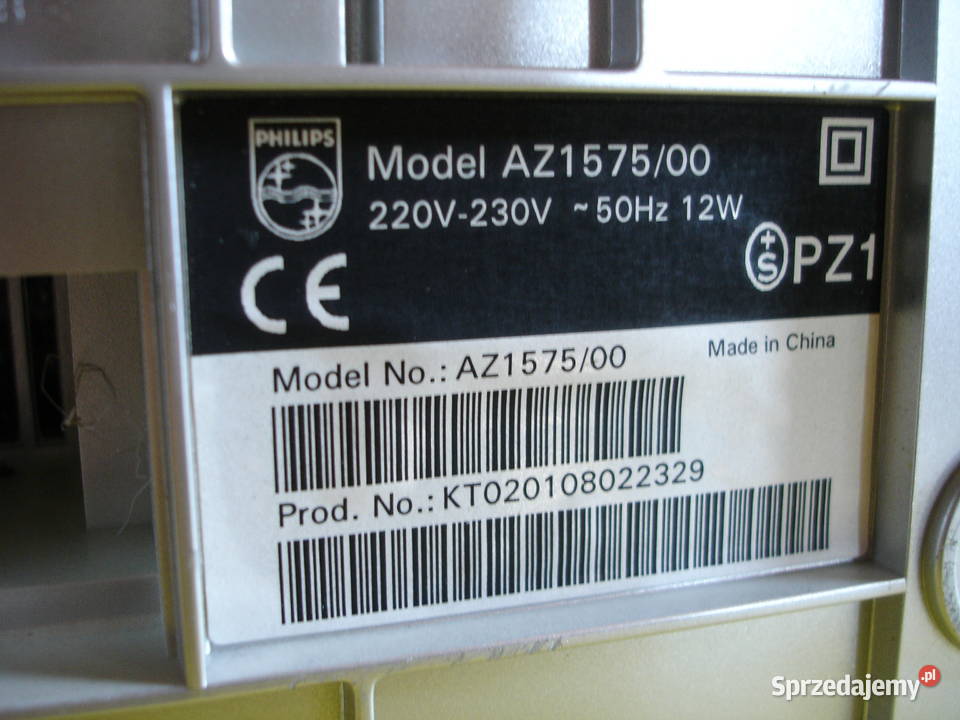 PHILIPS
Model AZ1575/00
220V-230V ~50Hz 12W
CE
+S PZ1
Model No.: AZ1575/00
Made in China
Prod. No.: KT020108022329
Sprzedajemy.pl